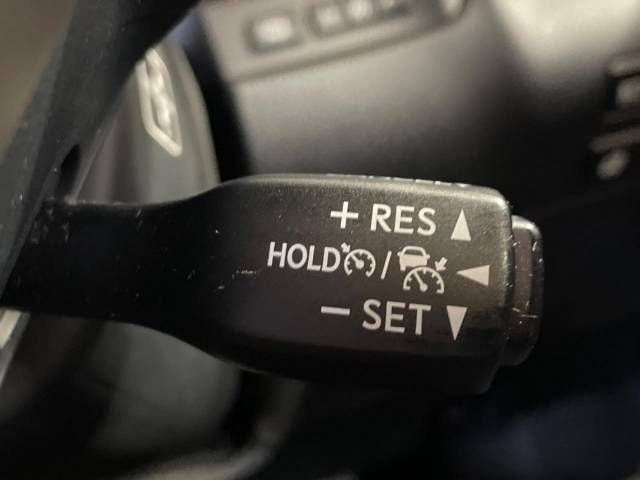 + RES
HOLD /
- SET